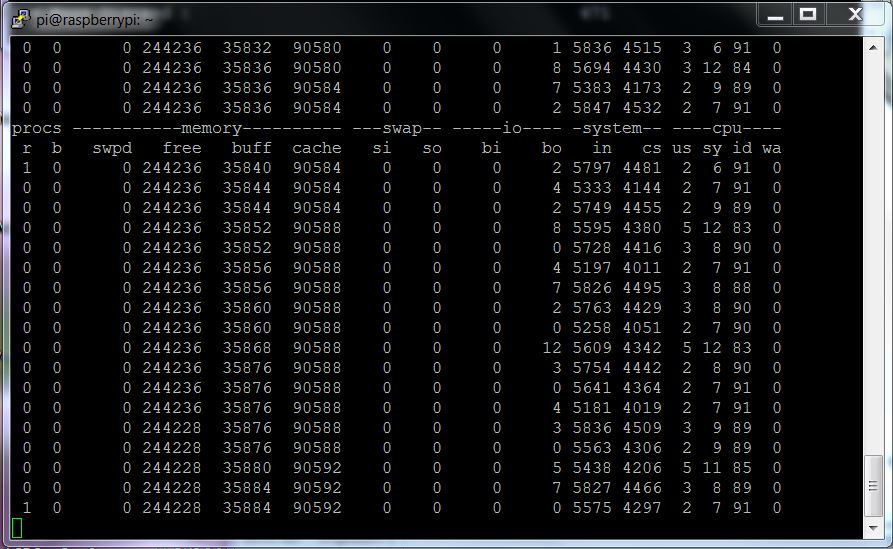 pi@raspberrypi: ~
 0  0      0 244236  35832  90580    0    0     0     1 5836 4515  3  6 91  0
 0  0      0 244236  35836  90580    0    0     0     8 5694 4430  3 12 84  0
 0  0      0 244236  35836  90584    0    0     0     7 5383 4173  2  9 89  0
 0  0      0 244236  35836  90584    0    0     0     2 5847 4532  2  7 91  0
procs -----------memory---------- ---swap-- -----io---- -system-- ----cpu----
 r  b   swpd   free   buff  cache   si   so    bi    bo   in   cs us sy id wa
 1  0      0 244236  35840  90584    0    0     0     2 5797 4481  2  6 91  0
 0  0      0 244236  35844  90584    0    0     0     4 5333 4144  2  7 91  0
 0  0      0 244236  35844  90584    0    0     0     2 5749 4455  2  9 89  0
 0  0      0 244236  35852  90588    0    0     0     8 5595 4380  5 12 83  0
 0  0      0 244236  35852  90588    0    0     0     0 5728 4416  3  8 90  0
 0  0      0 244236  35856  90588    0    0     0     4 5197 4011  2  7 91  0
 0  0      0 244236  35856  90588    0    0     0     7 5826 4495  3  8 88  0
 0  0      0 244236  35860  90588    0    0     0     2 5763 4429  3  8 90  0
 0  0      0 244236  35860  90588    0    0     0     0 5258 4051  2  7 90  0
 0  0      0 244236  35868  90588    0    0     0    12 5609 4342  5 12 83  0
 0  0      0 244236  35876  90588    0    0     0     3 5754 4442  2  8 90  0
 0  0      0 244236  35876  90588    0    0     0     0 5641 4364  2  7 91  0
 0  0      0 244236  35876  90588    0    0     0     4 5181 4019  2  7 91  0
 0  0      0 244228  35876  90588    0    0     0     3 5836 4509  3  9 89  0
 0  0      0 244228  35876  90588    0    0     0     0 5563 4306  2  9 89  0
 0  0      0 244228  35880  90592    0    0     0     5 5438 4206  5 11 85  0
 0  0      0 244228  35884  90592    0    0     0     7 5827 4466  3  8 89  0
 1  0      0 244228  35884  90592    0    0     0     0 5575 4297  2  7 91  0